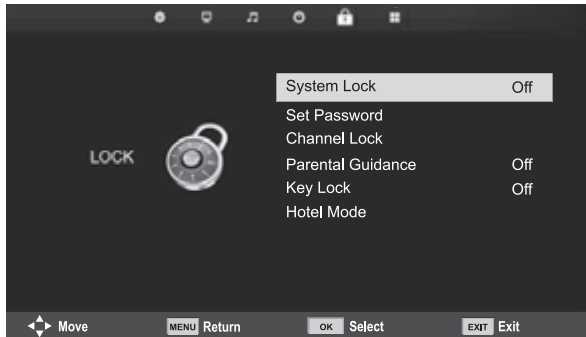 LOCK
System Lock Off
Set Password
Channel Lock
Parental Guidance Off
Key Lock Off
Hotel Mode
Move MENU Return OK Select EXIT Exit